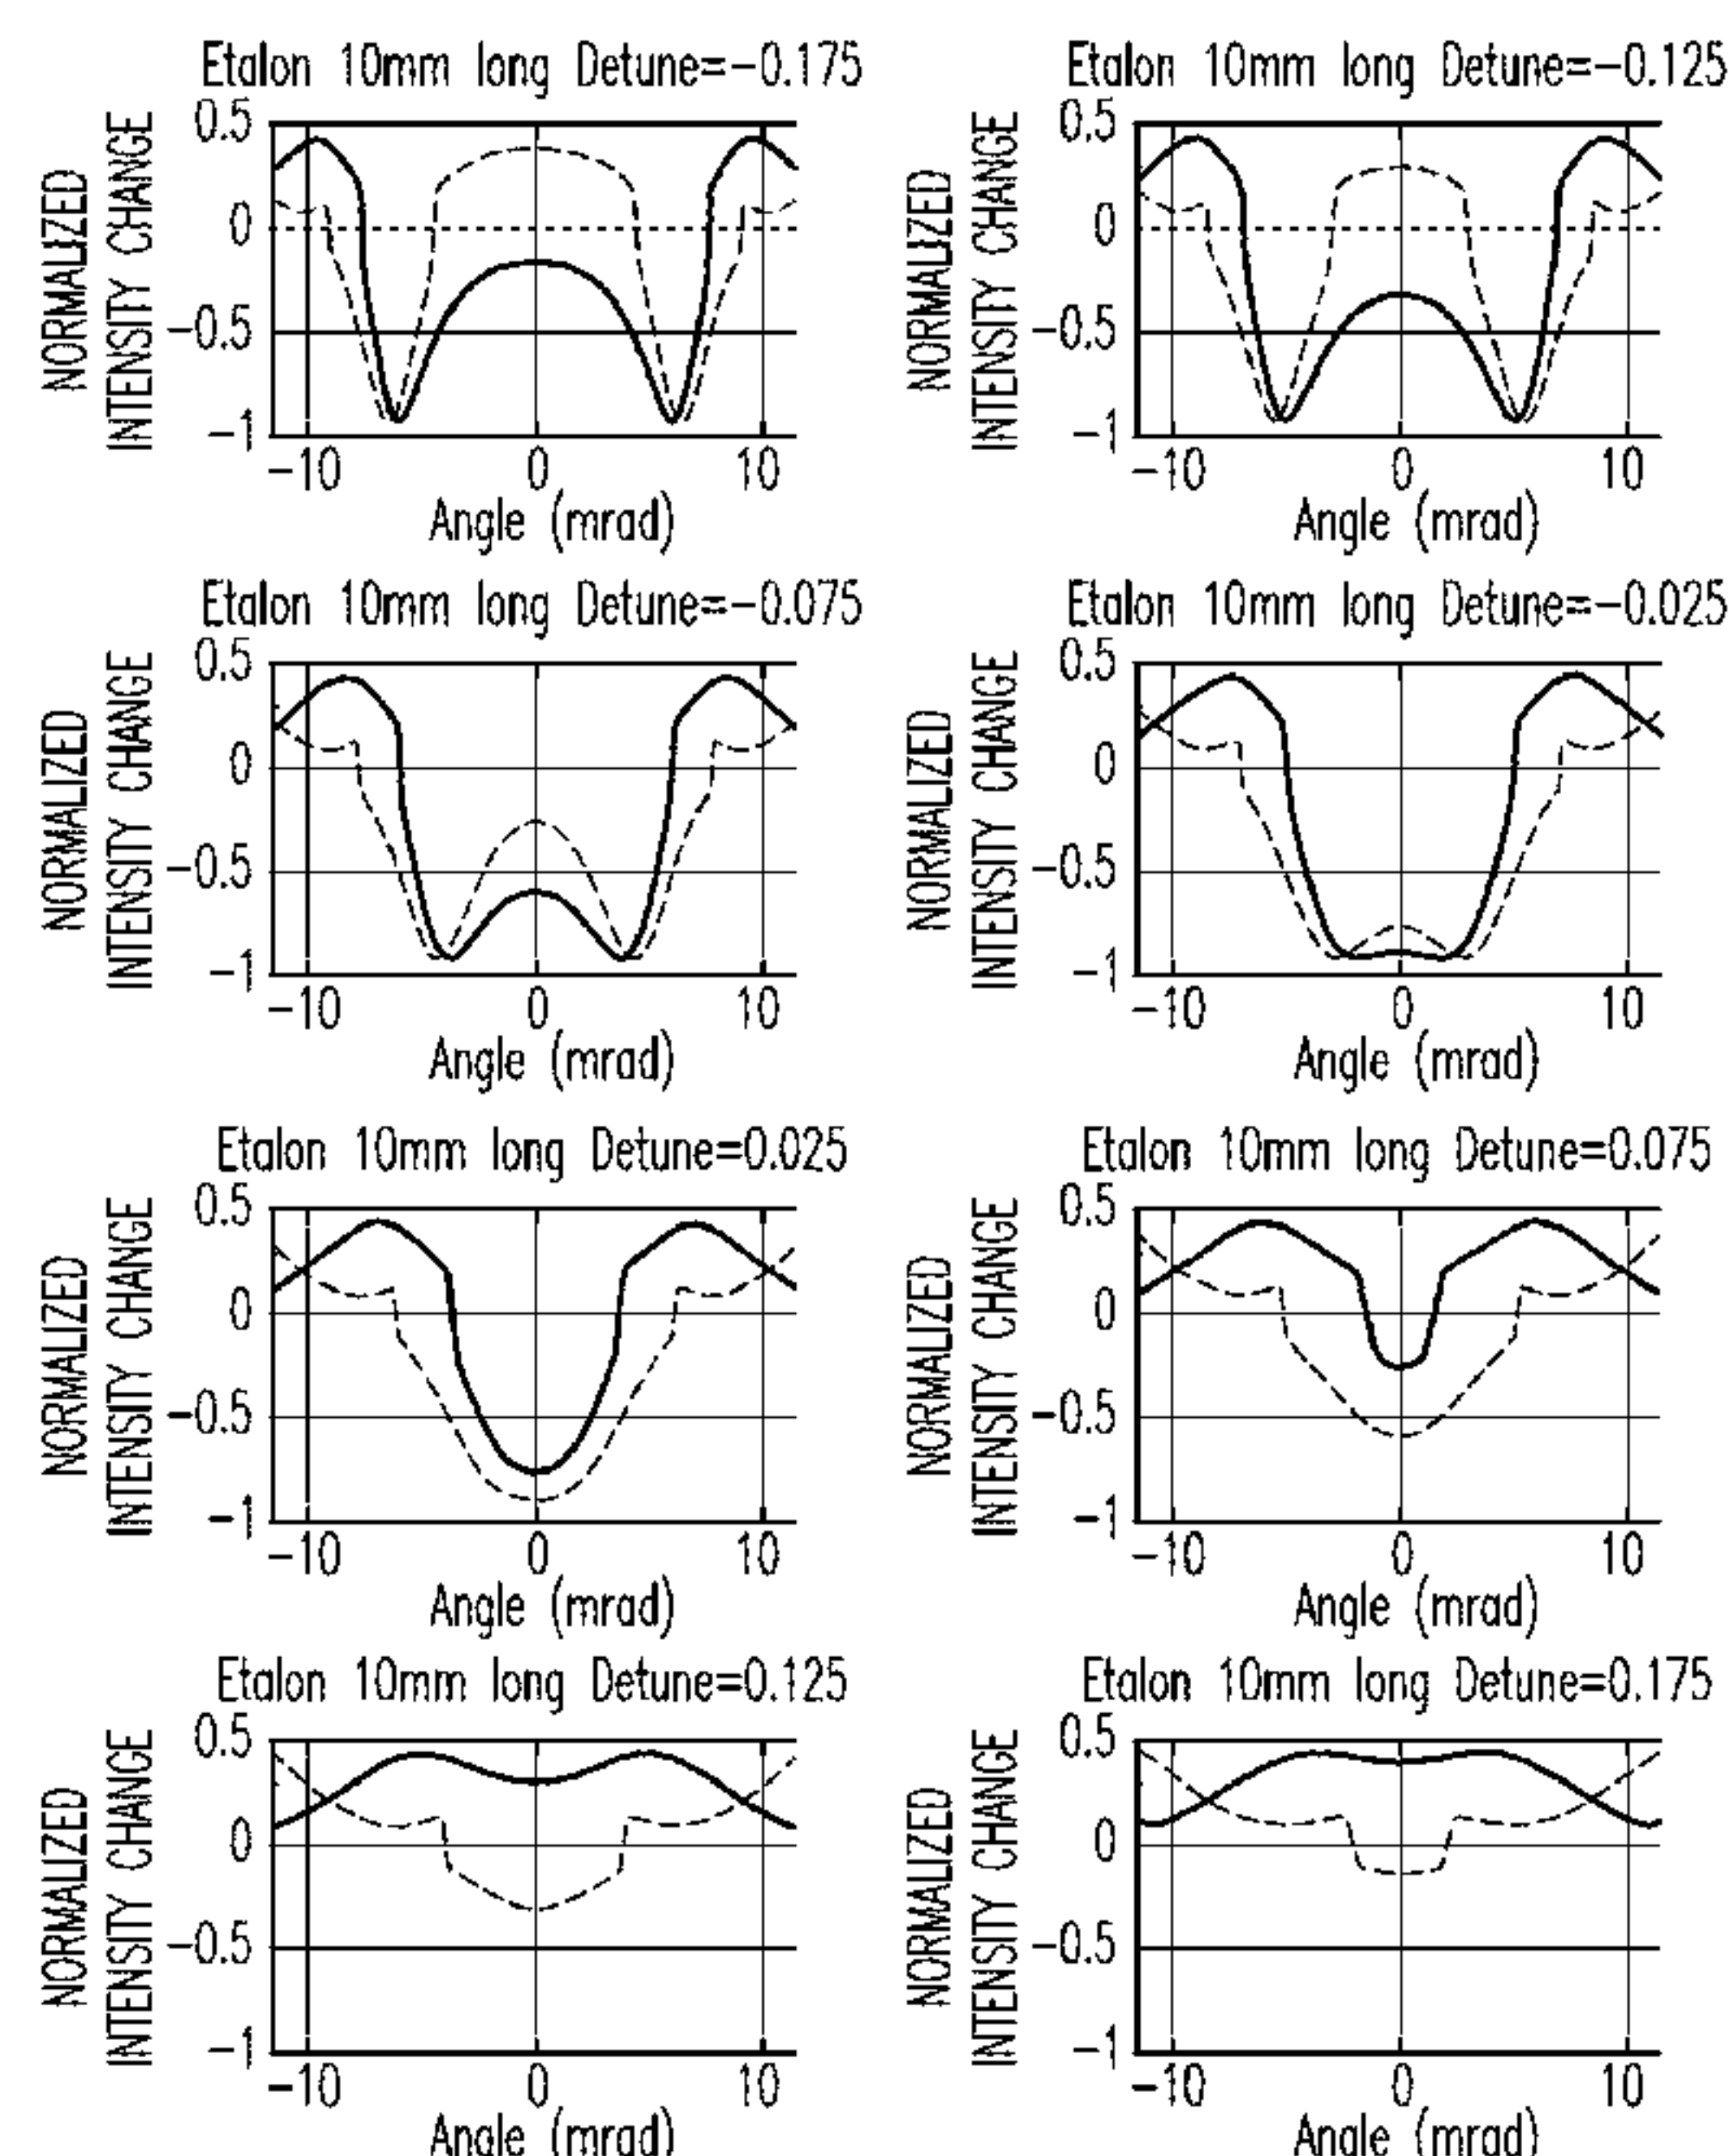 Etalon 10mm long Detune=-0.175
NORMALIZED
INTENSITY CHANGE
0.5
0
-0.5
-1
-10 0 10
Angle (mrad)
Etalon 10mm long Detune=-0.125
NORMALIZED
INTENSITY CHANGE
0.5
0
-0.5
-1
-10 0 10
Angle (mrad)
Etalon 10mm long Detune=-0.075
NORMALIZED
INTENSITY CHANGE
0.5
0
-0.5
-1
-10 0 10
Angle (mrad)
Etalon 10mm long Detune=-0.025
NORMALIZED
INTENSITY CHANGE
0.5
0
-0.5
-1
-10 0 10
Angle (mrad)
Etalon 10mm long Detune=0.025
NORMALIZED
INTENSITY CHANGE
0.5
0
-0.5
-1
-10 0 10
Angle (mrad)
Etalon 10mm long Detune=0.075
NORMALIZED
INTENSITY CHANGE
0.5
0
-0.5
-1
-10 0 10
Angle (mrad)
Etalon 10mm long Detune=0.125
NORMALIZED
INTENSITY CHANGE
0.5
0
-0.5
-1
-10 0 10
Angle (mrad)
Etalon 10mm long Detune=0.175
NORMALIZED
INTENSITY CHANGE
0.5
0
-0.5
-1
-10 0 10
Angle (mrad)